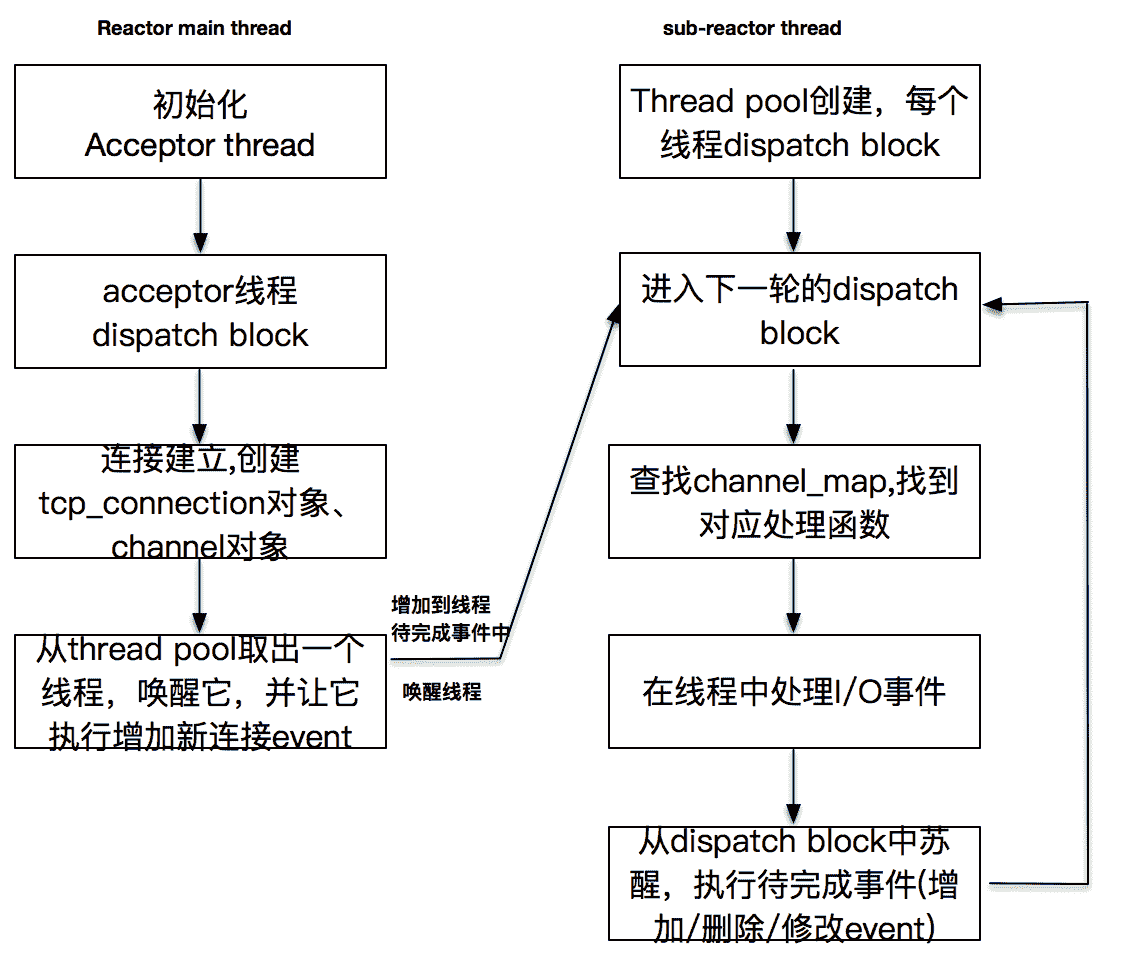 Reactor main thread
初始化
Acceptor thread
acceptor线程
dispatch block
连接建立,创建
tcp_connection对象、
channel对象
从thread pool取出一个
线程，唤醒它，并让它
执行增加新连接event
增加到线程
待完成事件中
唤醒线程
sub-reactor thread
Thread pool创建，每个
线程dispatch block
进入下一轮的dispatch
block
查找channel_map,找到
对应处理函数
在线程中处理I/O事件
从dispatch block中苏
醒，执行待完成事件(增
加/删除/修改event)